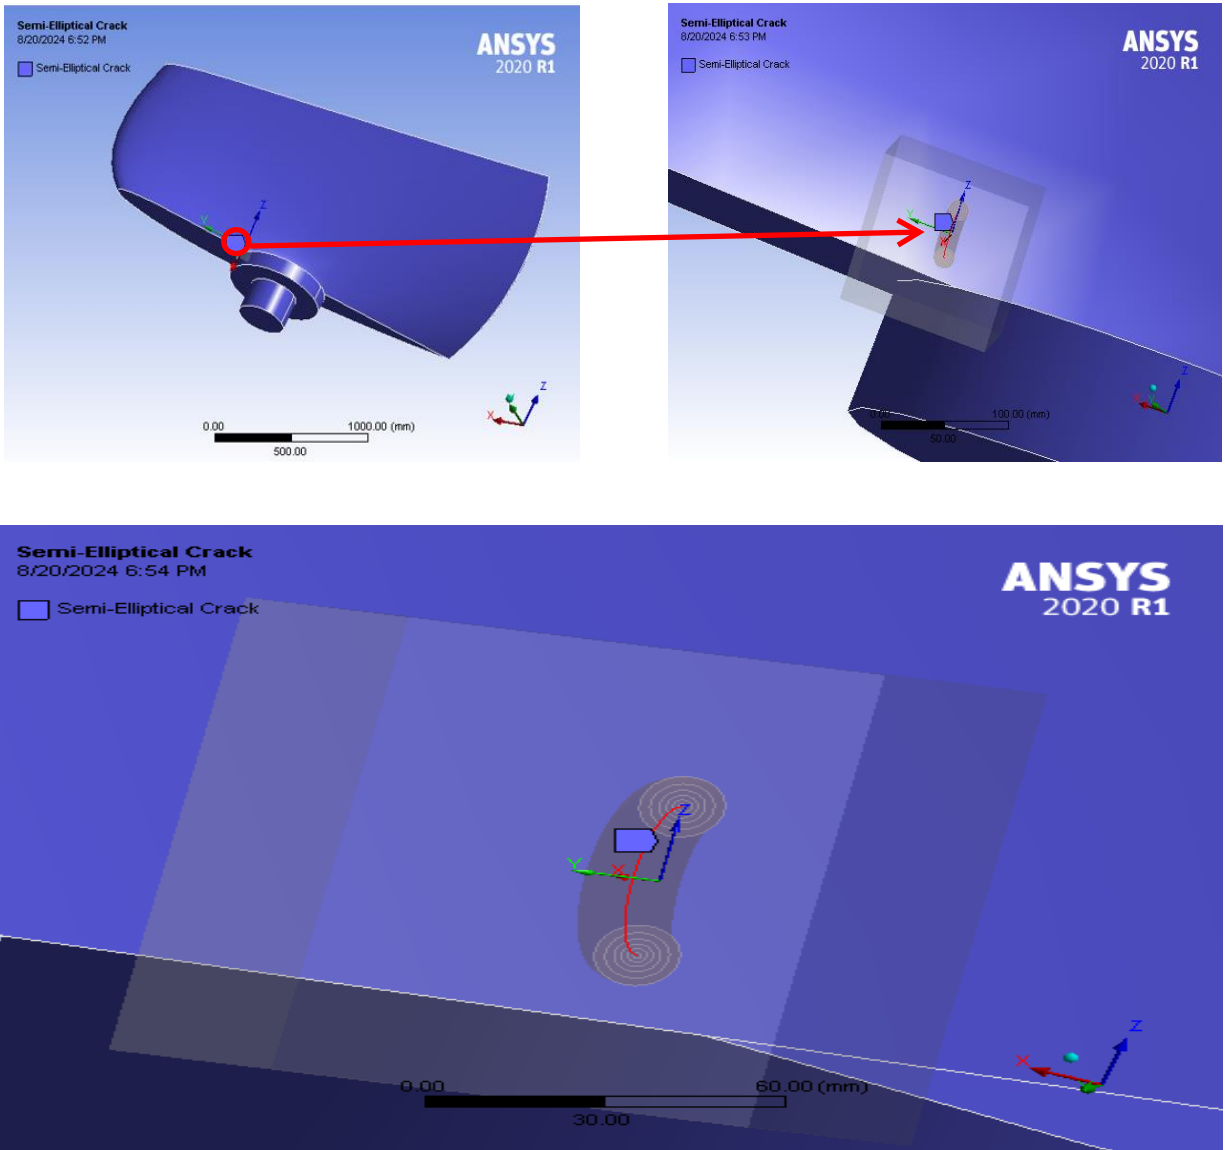 Semi-Elliptical Crack
8/20/2024 6:52 PM
Semi-Elliptical Crack
ANSYS
2020 R1
Y
Z
X
Z
X
0.00
1000.00 (mm)
500.00
Semi-Elliptical Crack
8/20/2024 6:53 PM
Semi-Elliptical Crack
ANSYS
2020 R1
Z
Y
X
Z
X
Y
0.00
100.00 (mm)
50.00
Semi-Elliptical Crack
8/20/2024 6:54 PM
Semi-Elliptical Crack
ANSYS
2020 R1
Z
Y
X
Z
X
0.00
60.00 (mm)
30.00